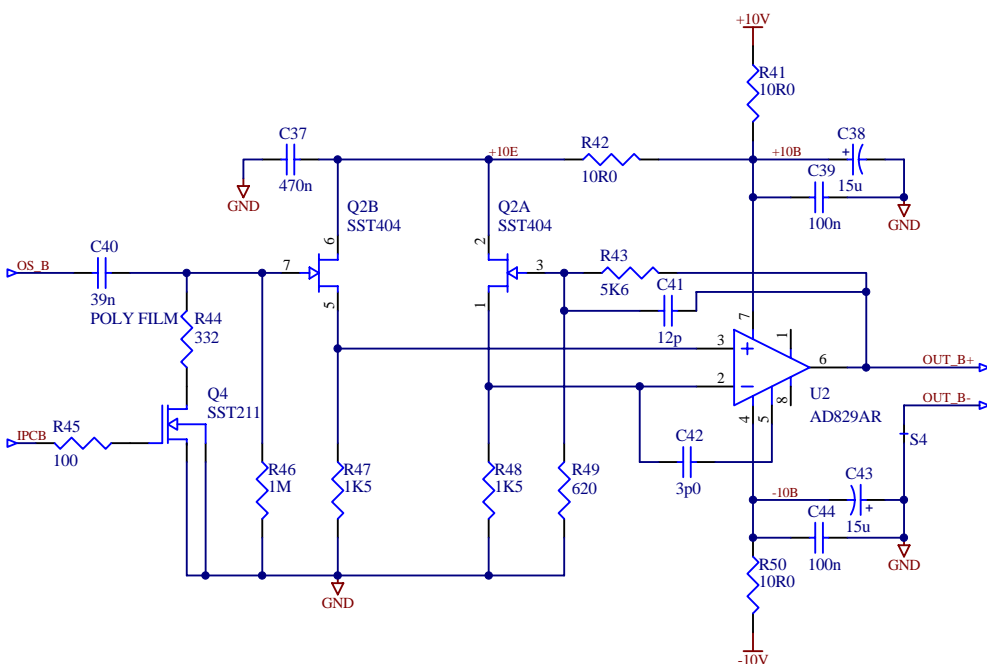 +10V
R41
10R0
C37
470n
GND
+10E
R42
10R0
+10B
C38
15u
C39
100n
GND
Q2B
SST404
6
7
5
Q2A
SST404
2
3
1
OS_B
C40
39n
POLY FILM
R44
332
R43
5K6
C41
12p
7
1
3
2
6
4
5
8
U2
AD829AR
OUT_B+
OUT_B-
S4
Q4
SST211
IPCB
R45
100
R46
1M
R47
1K5
R48
1K5
R49
620
C42
3p0
-10B
C43
15u
C44
100n
GND
R50
10R0
GND
-10V